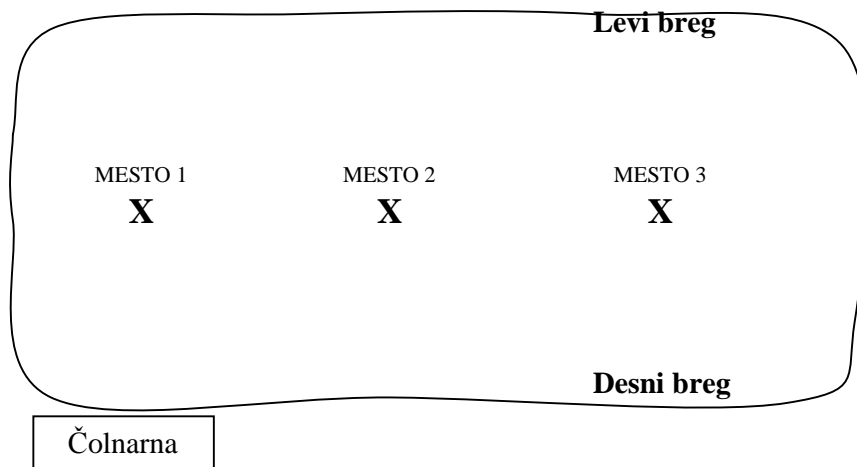 Levi breg
MESTO 1 MESTO 2 MESTO 3
X X X
Desni breg
Čolnarna